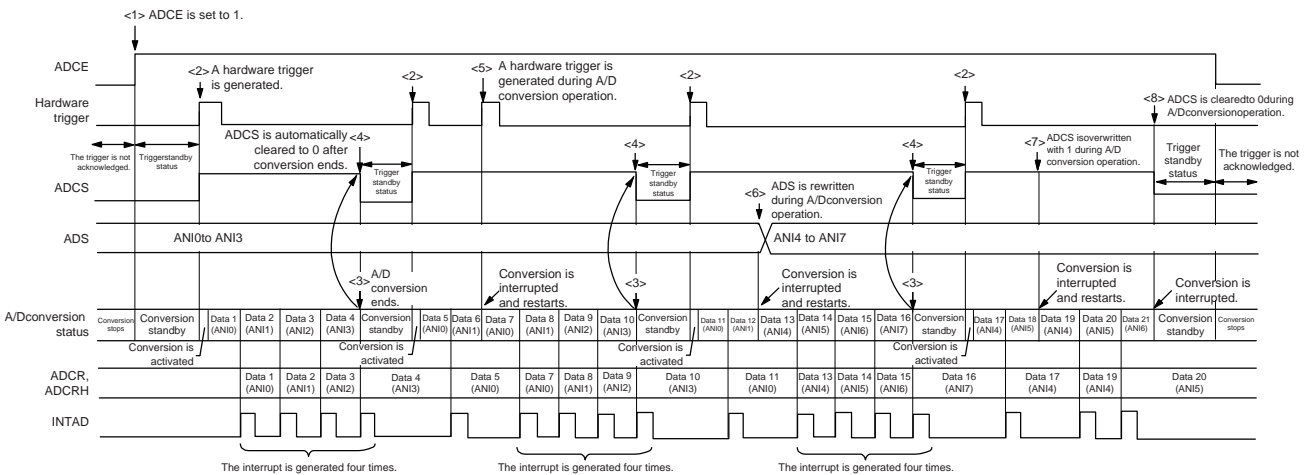 <1> ADCE is set to 1.
ADCE
<2> A hardware trigger
is generated.
<2>
<5> A hardware trigger is
generated during A/D
conversion operation.
<2>
<2>
<8> ADCS is clearedto 0during
A/Dconversionoperation.
Hardware
trigger
The trigger is not
acknowledged.
Triggerstandby
status
ADCS is automatically
cleared to 0 after
conversion ends.
<4>
Trigger
standby
status
<4>
Trigger
standby
status
<4>
Trigger
standby
status
<7> ADCS isoverwritten
with 1 during A/D
conversion operation.
Trigger
standby
status
The trigger is not
acknowledged.
ADCS
<6> ADS is rewritten
during A/Dconversion
operation.
ADS
ANI0to ANI3
ANI4 to ANI7
<3> A/D
conversion
ends.
Conversion is
interrupted
and restarts.
<3>
Conversion is
interrupted
and restarts.
<3>
Conversion is
interrupted
and restarts.
Conversion is
interrupted.
A/Dconversion
status
Conversion
stops
Conversion
standby
Data 1
(ANI0)
Data 2
(ANI1)
Data 3
(ANI2)
Data 4
(ANI3)
Conversion
standby
Data 5
(ANI0)
Data 6
(ANI1)
Data 7
(ANI0)
Data 8
(ANI1)
Data 9
(ANI2)
Data 10
(ANI3)
Conversion
standby
Data 11
(ANI0)
Data 12
(ANI1)
Data 13
(ANI4)
Data 14
(ANI5)
Data 15
(ANI6)
Data 16
(ANI7)
Conversion
standby
Data 17
(ANI4)
Data 18
(ANI5)
Data 19
(ANI4)
Data 20
(ANI5)
Data 21
(ANI6)
Conversion
standby
Conversion
stops
Conversion is
activated
Conversion is
activated
Conversion is
activated
Conversion is
activated
ADCR,
ADCRH
Data 1
(ANI0)
Data 2
(ANI1)
Data 3
(ANI2)
Data 4
(ANI3)
Data 5
(ANI0)
Data 7
(ANI0)
Data 8
(ANI1)
Data 9
(ANI2)
Data 10
(ANI3)
Data 11
(ANI0)
Data 13
(ANI4)
Data 14
(ANI5)
Data 15
(ANI6)
Data 16
(ANI7)
Data 17
(ANI4)
Data 19
(ANI4)
Data 20
(ANI5)
INTAD
The interrupt is generated four times.
The interrupt is generated four times.
The interrupt is generated four times.